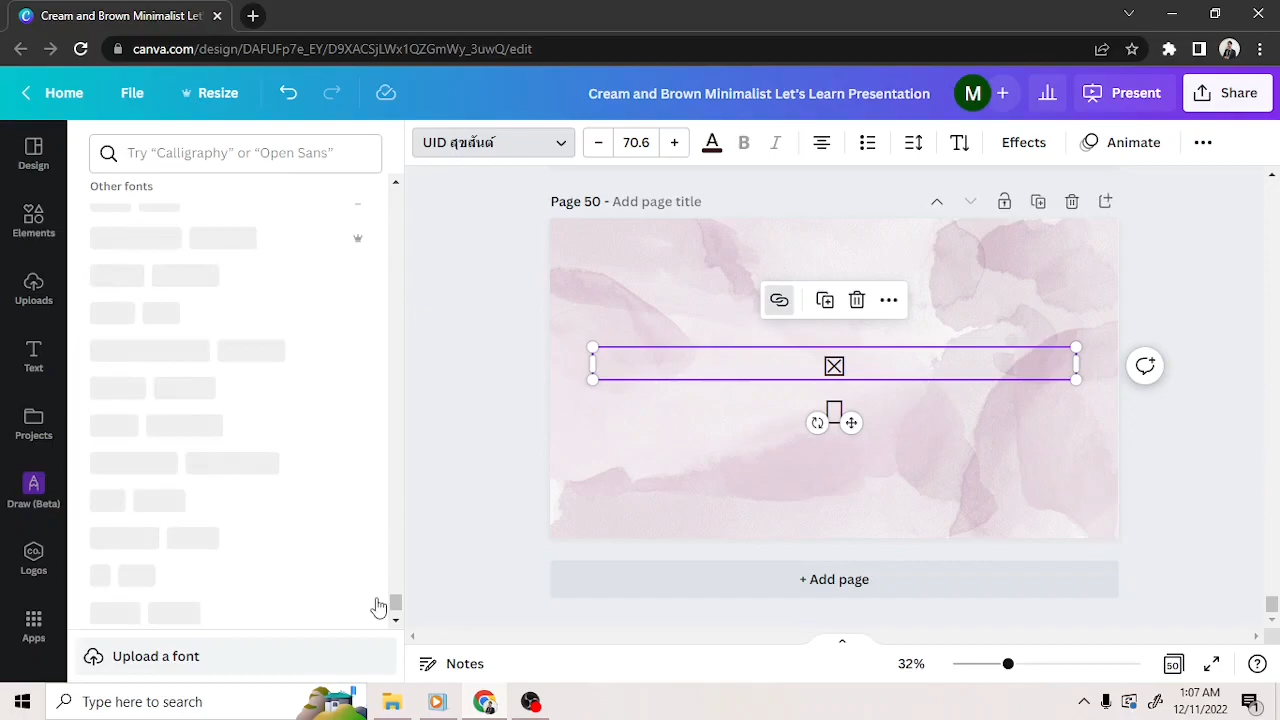 Cream and Brown Minimalist Let
canva.com/design/DAFUFp7e_EY/D9XACSjLWx1QZGmWy_3uwQ/edit
Home
File
Resize
Cream and Brown Minimalist Let's Learn Presentation
M
Present
Share
Design
Elements
Uploads
Text
Projects
Draw (Beta)
CO.
Logos
Apps
Try “Calligraphy” or “Open Sans”
Other fonts
Upload a font
UID สุขสันต์
70.6
A
B
I
Effects
Animate
Page 50 - Add page title
+ Add page
Notes
32%
50
Type here to search
1:07 AM
12/11/2022
1